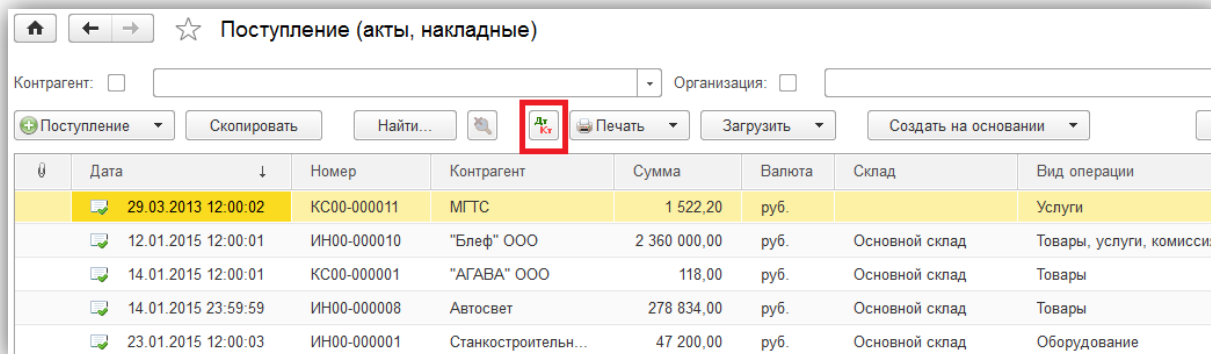 Поступление (акты, накладные)
Контрагент: Организация:
Поступление Скопировать Найти... Дт Кт Печать Загрузить Создать на основании
Дата ↓ Номер Контрагент Сумма Валюта Склад Вид операции
29.03.2013 12:00:02 КС00-000011 МГТС 1 522,20 руб. Услуги
12.01.2015 12:00:01 ИН00-000010 "Блеф" ООО 2 360 000,00 руб. Основной склад Товары, услуги, комиссия
14.01.2015 12:00:01 КС00-000001 "АГАВА" ООО 118,00 руб. Основной склад Товары
14.01.2015 23:59:59 ИН00-000008 Автосвет 278 834,00 руб. Основной склад Товары
23.01.2015 12:00:03 ИН00-000001 Станкостроительн... 47 200,00 руб. Основной склад Оборудование